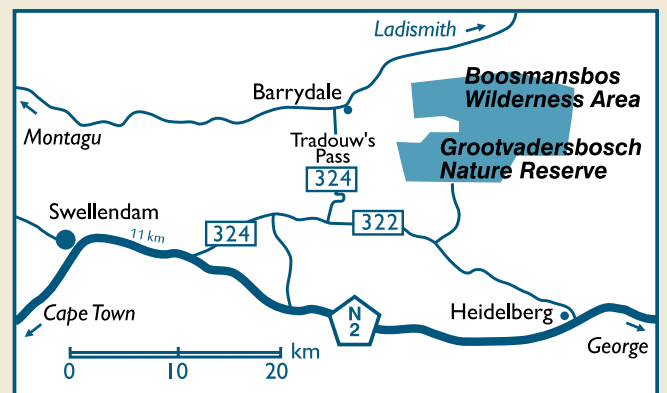 Ladismith
Boosmansbos
Wilderness Area
Barrydale
Montagu
Tradouw's
Pass
324
Grootvadersbosch
Nature Reserve
Swellendam
11 km
324
322
Cape Town
N
2
Heidelberg
George
km
0 10 20